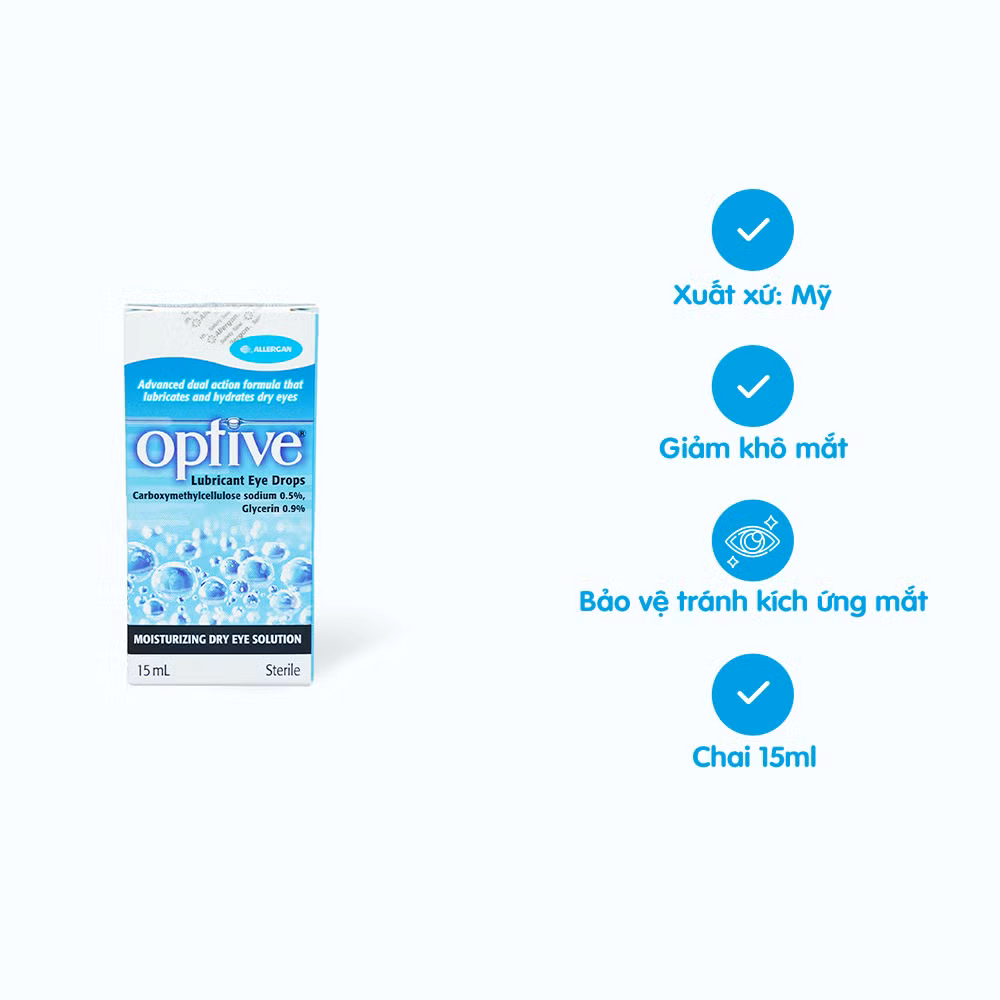 ALLERGAN
Advanced dual action formula that
lubricates and hydrates dry eyes
optive®
Lubricant Eye Drops
Carboxymethylcellulose sodium 0.5%,
Glycerin 0.9%
MOISTURIZING DRY EYE SOLUTION
15 mL Sterile
Xuất xứ: Mỹ
Giảm khô mắt
Bảo vệ tránh kích ứng mắt
Chai 15ml